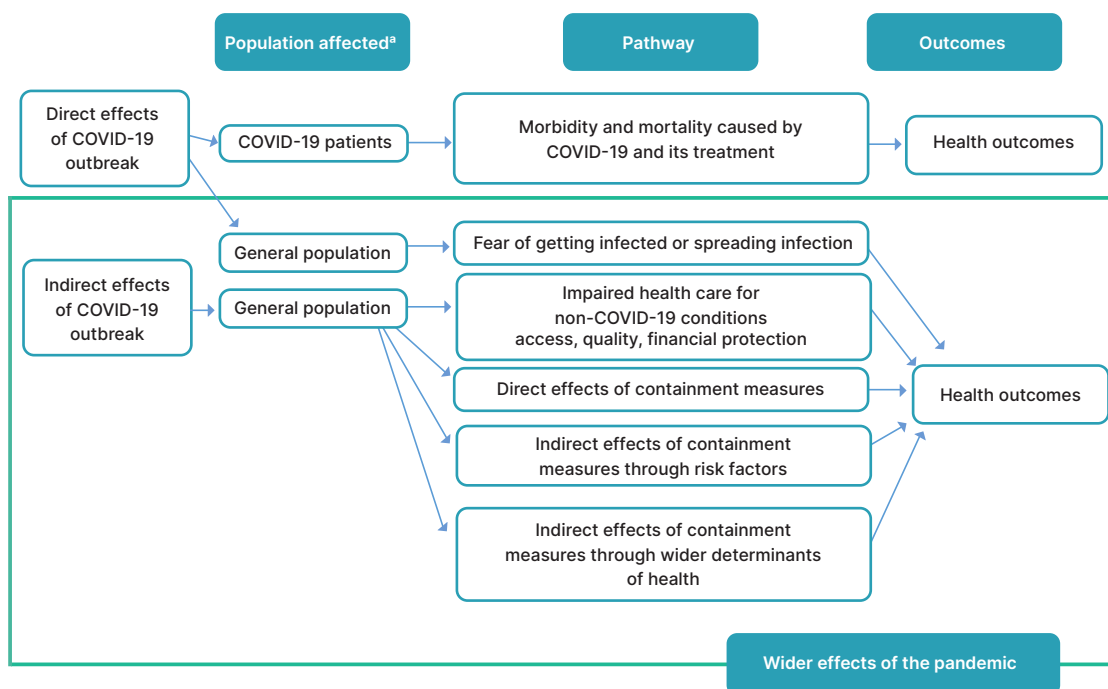 Population affectedᵃ
Pathway
Outcomes
Direct effects
of COVID-19
outbreak
COVID-19 patients
Morbidity and mortality caused by
COVID-19 and its treatment
Health outcomes
General population
Fear of getting infected or spreading infection
Indirect effects
of COVID-19
outbreak
General population
Impaired health care for
non-COVID-19 conditions
access, quality, financial protection
Direct effects of containment measures
Health outcomes
Indirect effects of containment
measures through risk factors
Indirect effects of containment
measures through wider determinants
of health
Wider effects of the pandemic